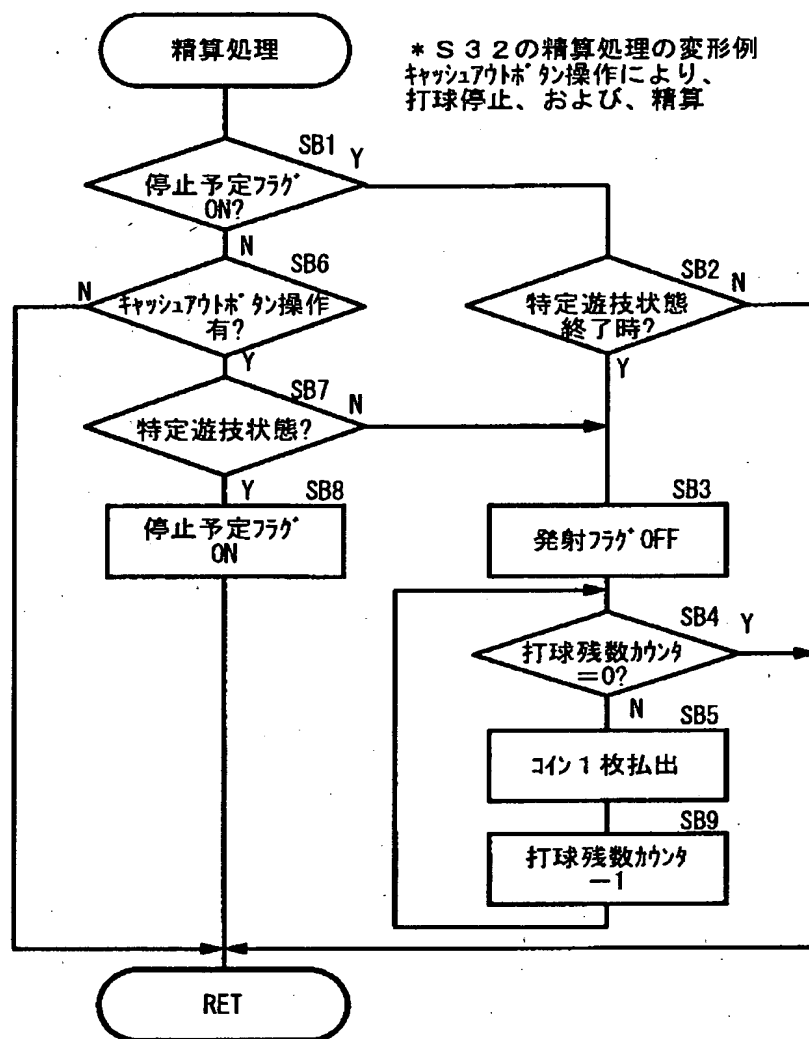 精算処理
*S32の精算処理の変形例
ｷｬｯｼｭｱｳﾄﾎﾞﾀﾝ操作により、
打球停止、および、精算
SB1
Y
停止予定ﾌﾗｸﾞ
ON?
N
SB6
N
ｷｬｯｼｭｱｳﾄﾎﾞﾀﾝ操作
有?
Y
SB2
N
特定遊技状態
終了時?
Y
SB7
N
特定遊技状態?
Y
SB8
停止予定ﾌﾗｸﾞ
ON
SB3
発射ﾌﾗｸﾞOFF
SB4
Y
打球残数ｶｳﾝﾀ
=0?
N
SB5
ｺｲﾝ1枚払出
SB9
打球残数ｶｳﾝﾀ
-1
RET